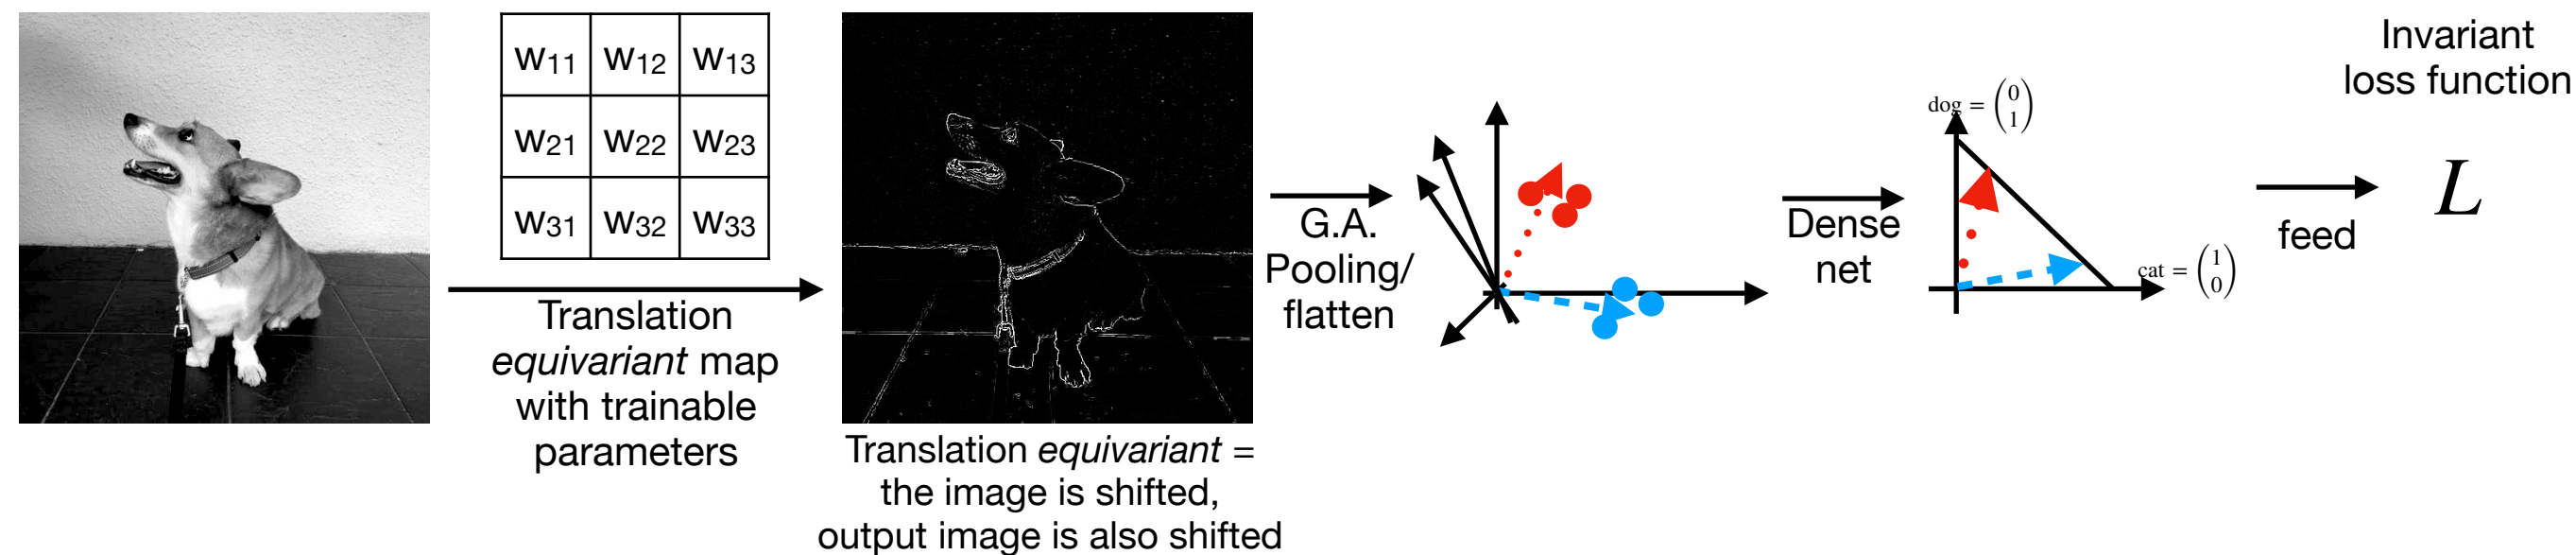 w11 w12 w13
w21 w22 w23
w31 w32 w33
Translation
equivariant map
with trainable
parameters
Translation equivariant =
the image is shifted,
output image is also shifted
G.A.
Pooling/
flatten
Dense
net
dog = (0
1)
cat = (1
0)
feed
Invariant
loss function
L